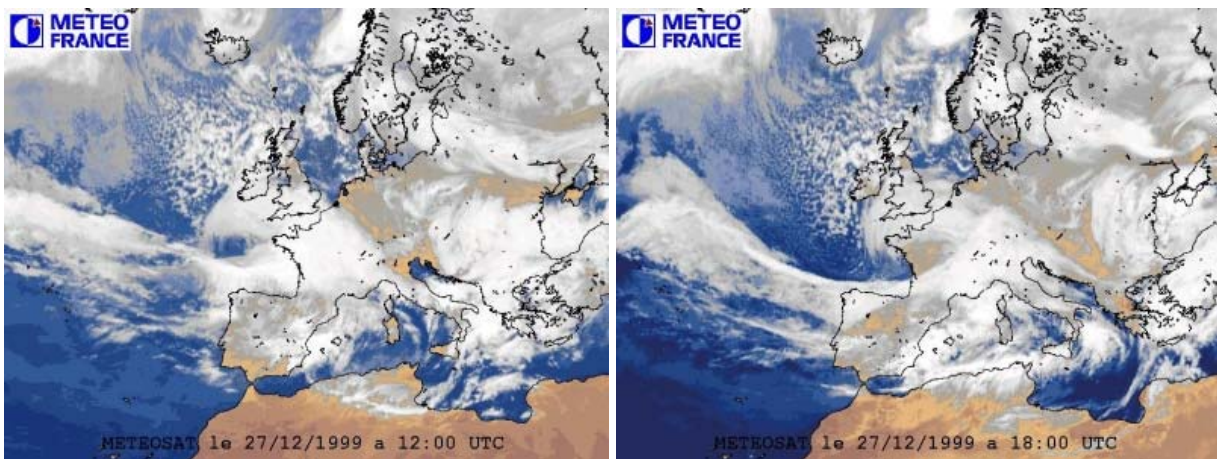 METEO
FRANCE
METEOSAT le 27/12/1999 a 12:00 UTC
METEO
FRANCE
METEOSAT le 27/12/1999 a 18:00 UTC